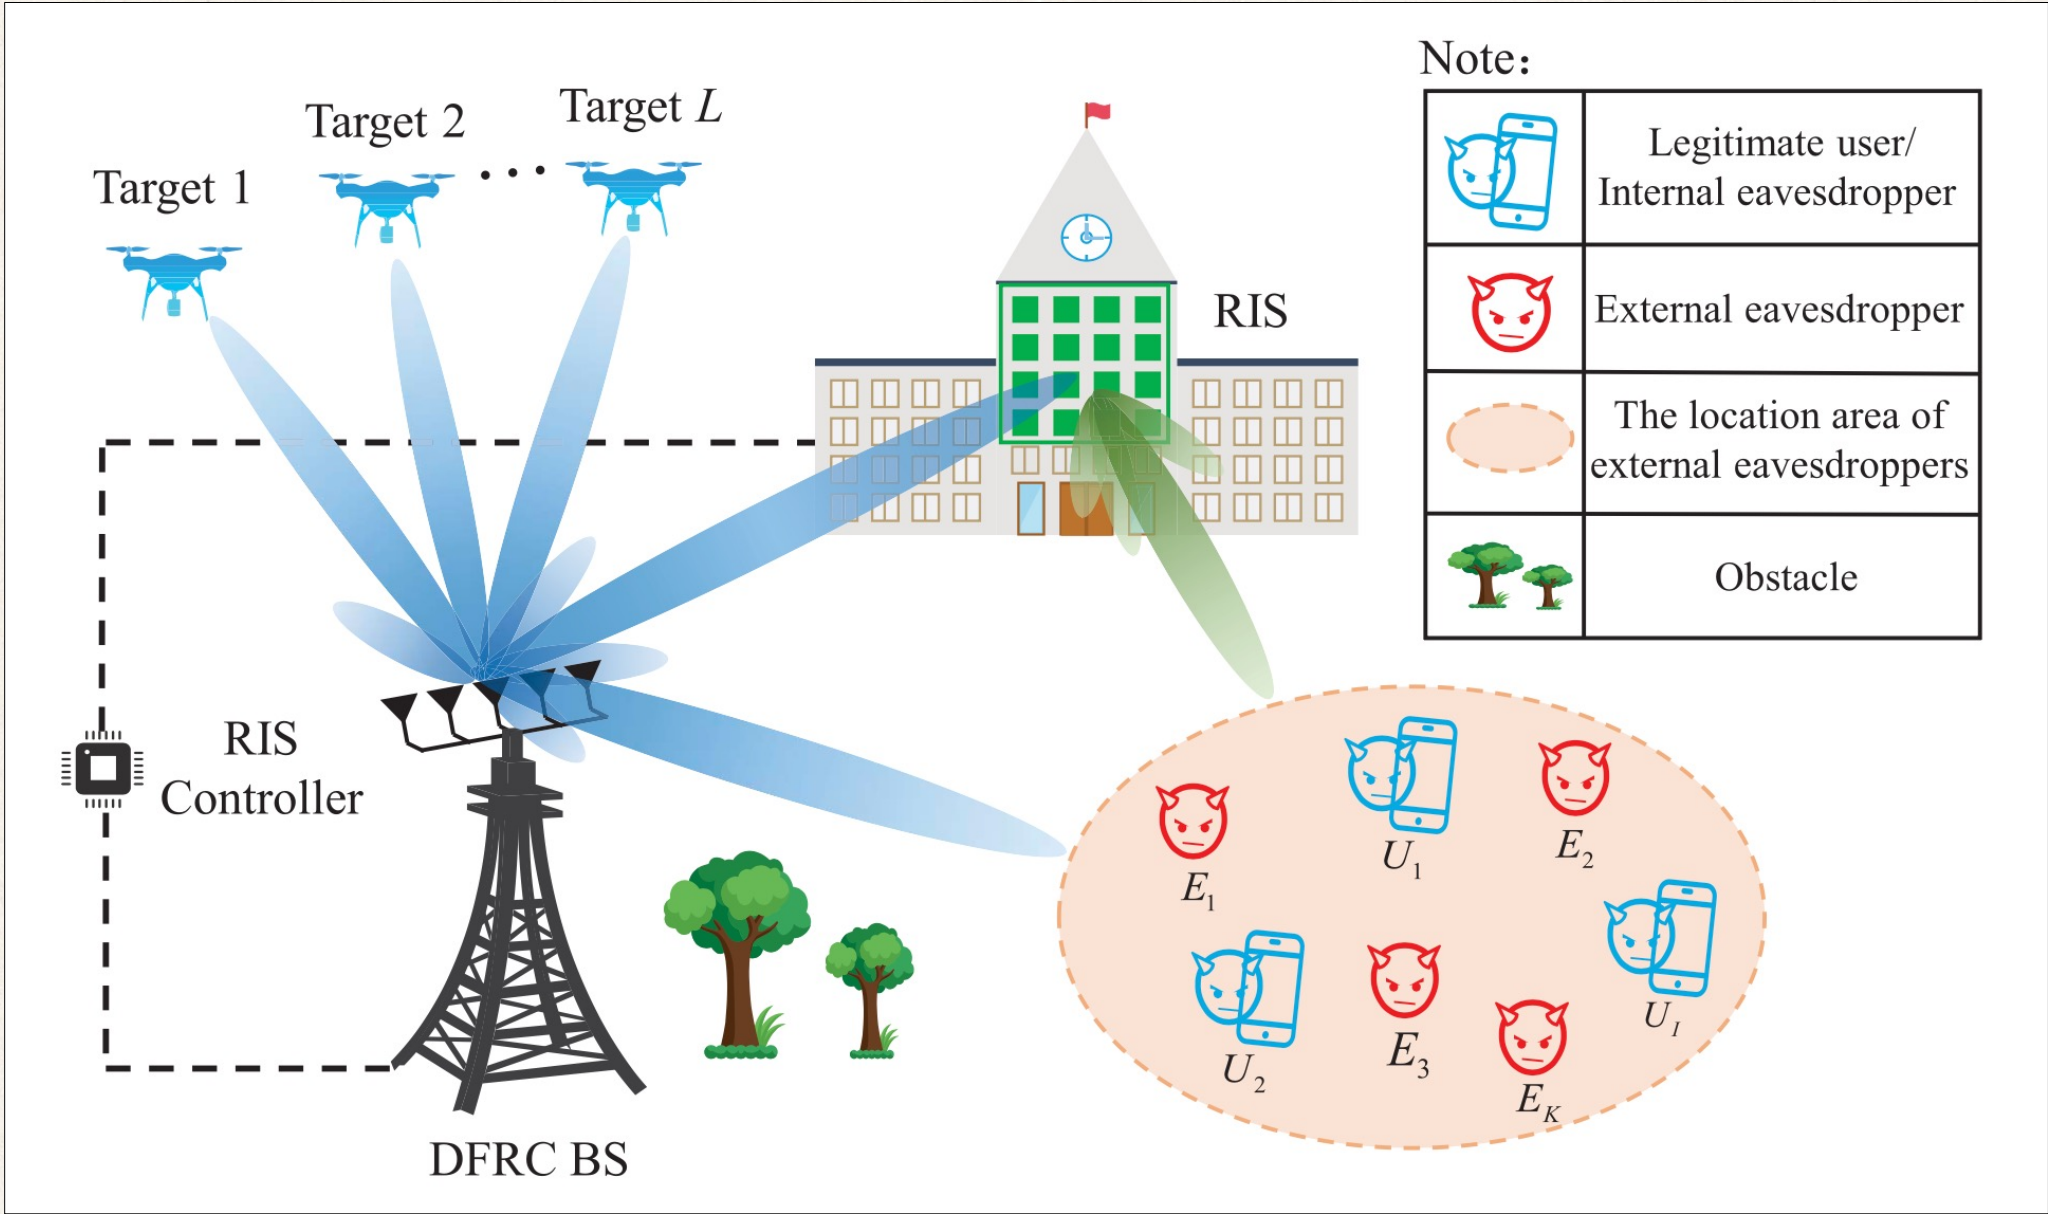 Target 1
Target 2
Target L
RIS
RIS
Controller
DFRC BS
E1
U1
E2
U2
E3
EK
UI
Note:
Legitimate user/
Internal eavesdropper
External eavesdropper
The location area of
external eavesdroppers
Obstacle